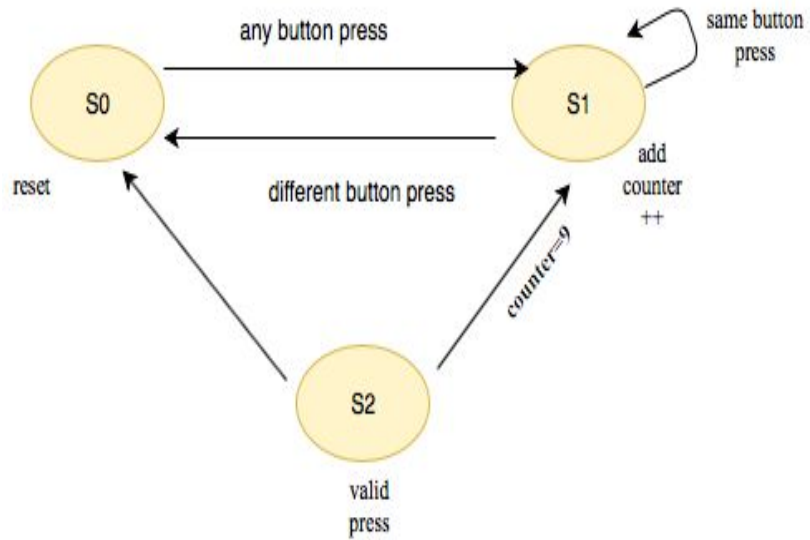 any button press
same button
press
S0
S1
reset
different button press
add
counter
++
counter=9
S2
valid
press